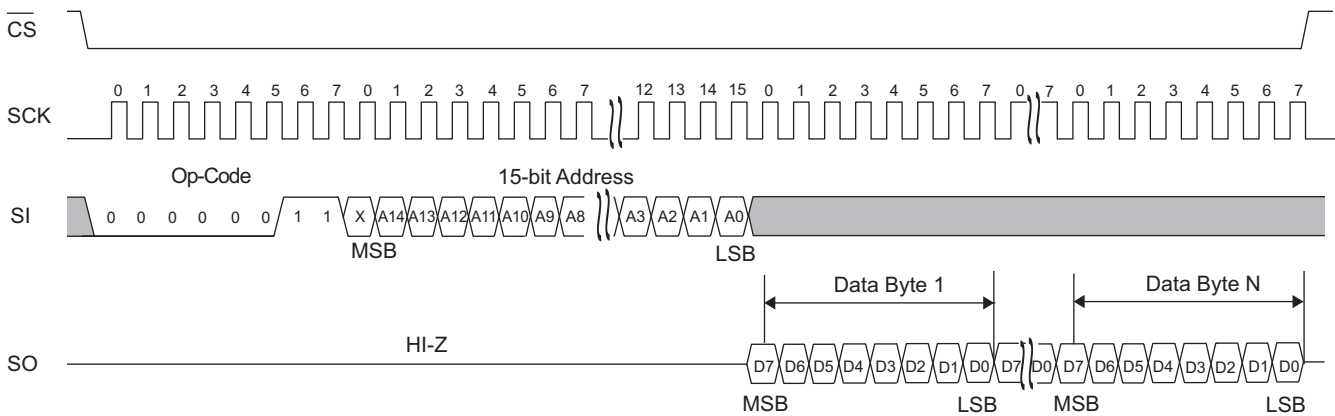 CS
0 1 2 3 4 5 6 7 0 1 2 3 4 5 6 7 12 13 14 15 0 1 2 3 4 5 6 7 0 7 0 1 2 3 4 5 6 7
SCK
Op-Code 15-bit Address
SI 0 0 0 0 0 0 1 1 X A14 A13 A12 A11 A10 A9 A8 A3 A2 A1 A0
MSB LSB
Data Byte 1 Data Byte N
HI-Z
SO D7 D6 D5 D4 D3 D2 D1 D0 D7 D0 D7 D6 D5 D4 D3 D2 D1 D0
MSB LSB MSB LSB